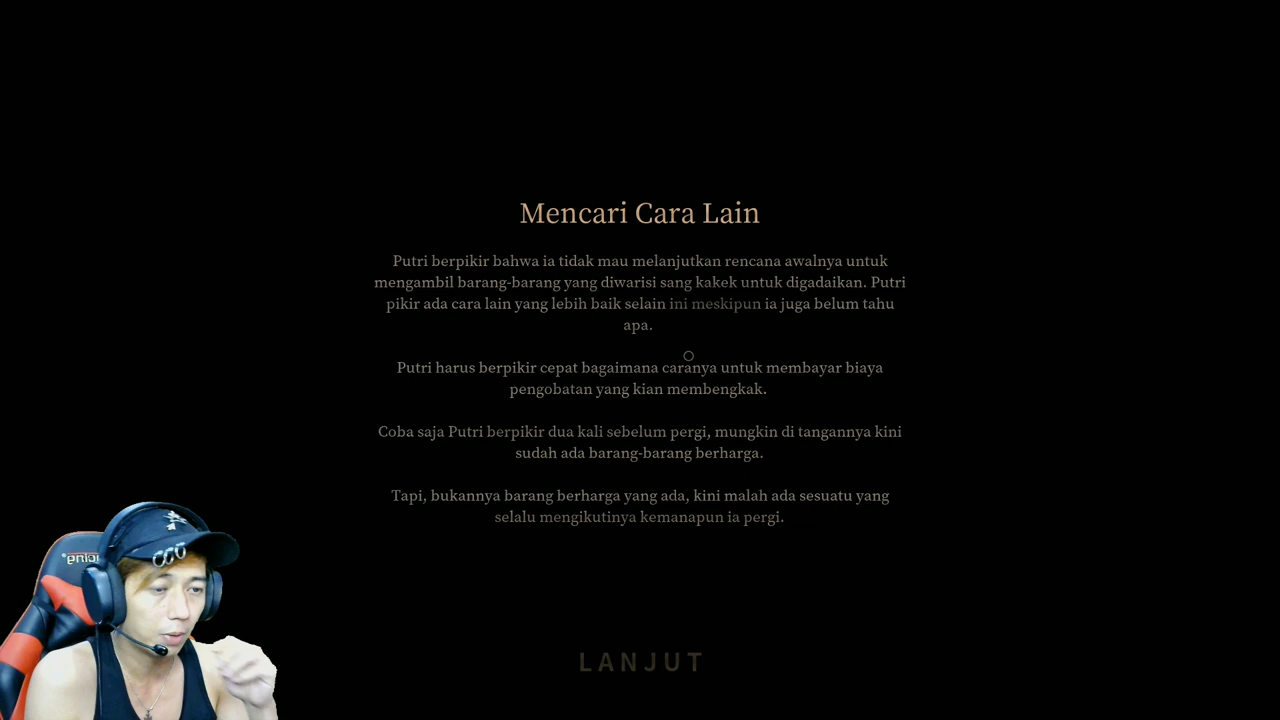 Mencari Cara Lain
Putri berpikir bahwa ia tidak mau melanjutkan rencana awalnya untuk
mengambil barang-barang yang diwarisi sang kakek untuk digadaikan. Putri
pikir ada cara lain yang lebih baik selain ini meskipun ia juga belum tahu
apa.
Putri harus berpikir cepat bagaimana caranya untuk membayar biaya
pengobatan yang kian membengkak.
Coba saja Putri berpikir dua kali sebelum pergi, mungkin di tangannya kini
sudah ada barang-barang berharga.
Tapi, bukannya barang berharga yang ada, kini malah ada sesuatu yang
selalu mengikutinya kemanapun ia pergi.
LANJUT